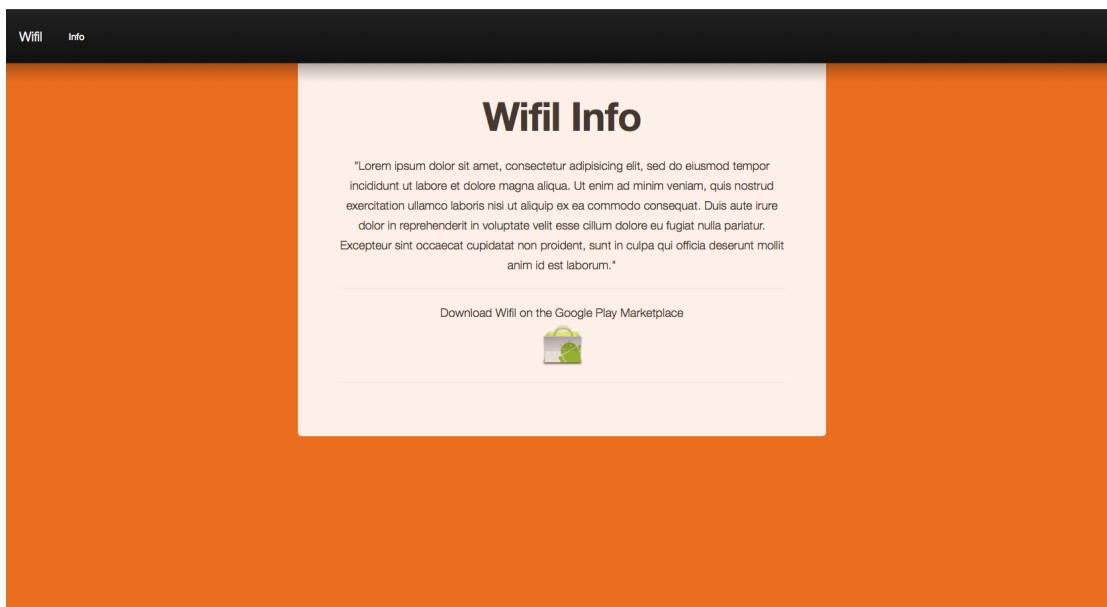 Wifil Info
Wifil Info
"Lorem ipsum dolor sit amet, consectetur adipisicing elit, sed do eiusmod tempor
incididunt ut labore et dolore magna aliqua. Ut enim ad minim veniam, quis nostrud
exercitation ullamco laboris nisi ut aliquip ex ea commodo consequat. Duis aute irure
dolor in reprehenderit in voluptate velit esse cillum dolore eu fugiat nulla pariatur.
Excepteur sint occaecat cupidatat non proident, sunt in culpa qui officia deserunt mollit
anim id est laborum."
Download Wifil on the Google Play Marketplace